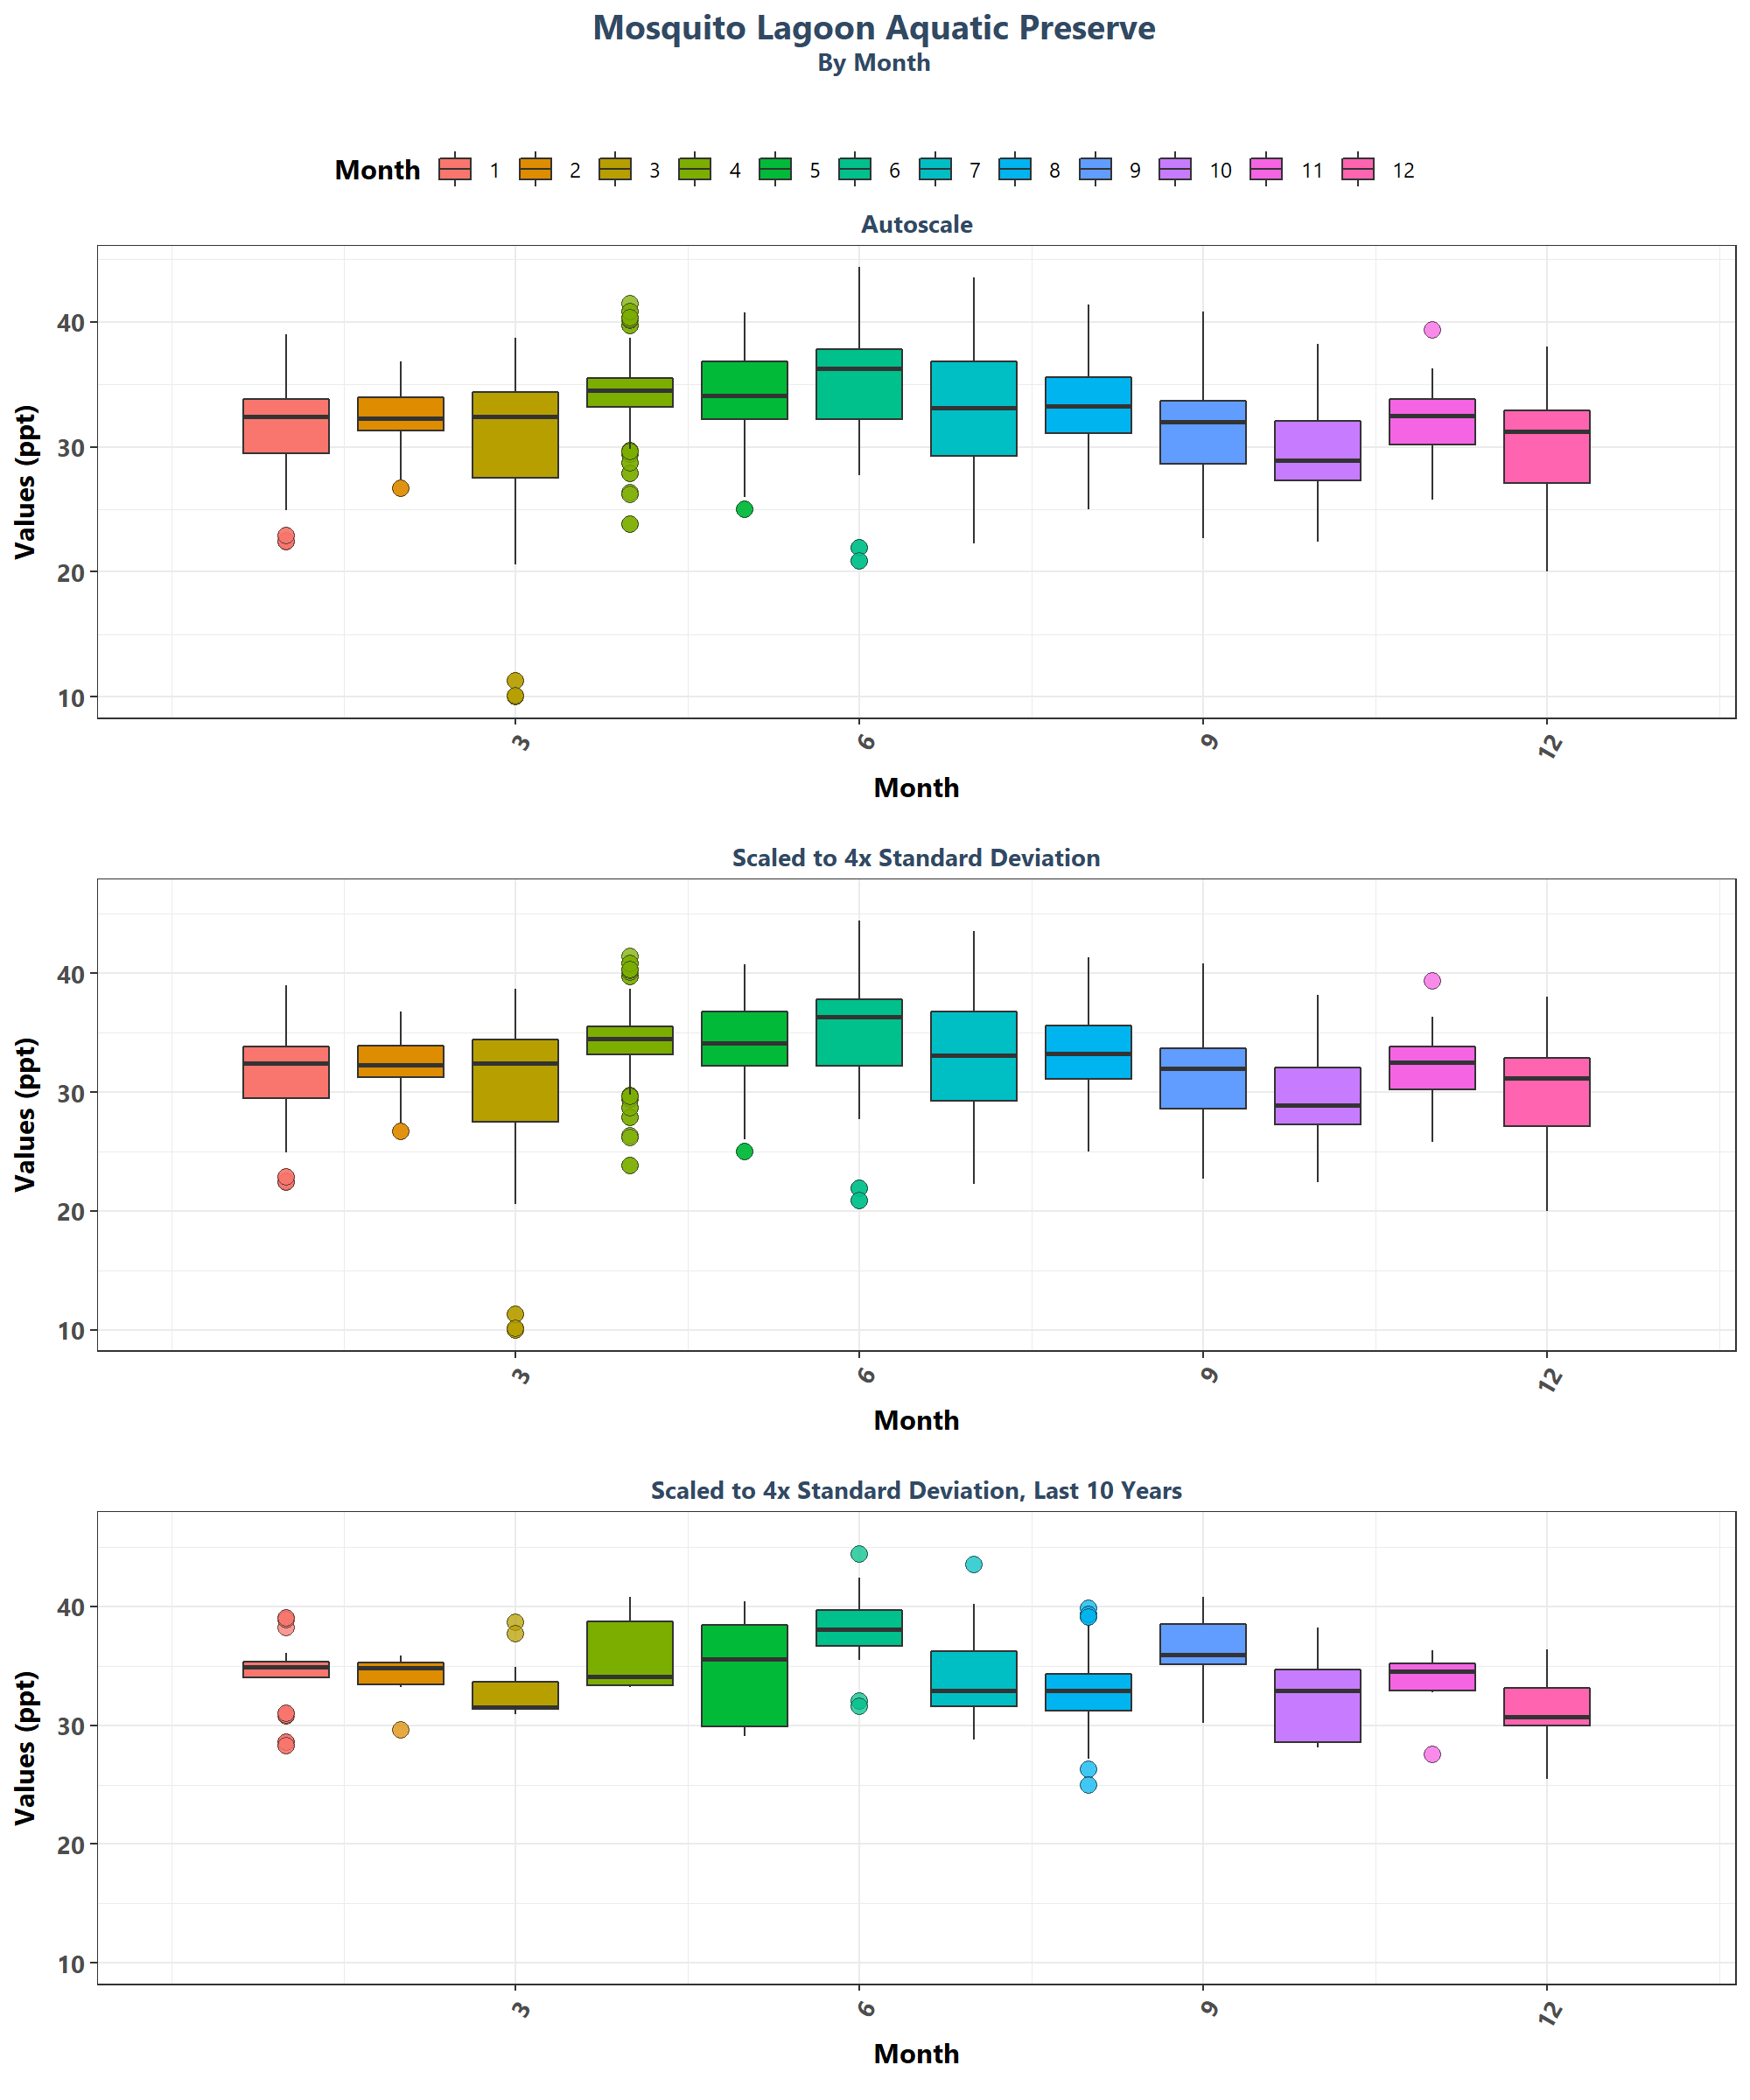 Mosquito Lagoon Aquatic Preserve
By Month
Month 1 2 3 4 5 6 7 8 9 10 11 12
Autoscale
Values (ppt)
40
30
20
10
3 6 9 12
Month
Scaled to 4x Standard Deviation
Values (ppt)
40
30
20
10
3 6 9 12
Month
Scaled to 4x Standard Deviation, Last 10 Years
Values (ppt)
40
30
20
10
3 6 9 12
Month